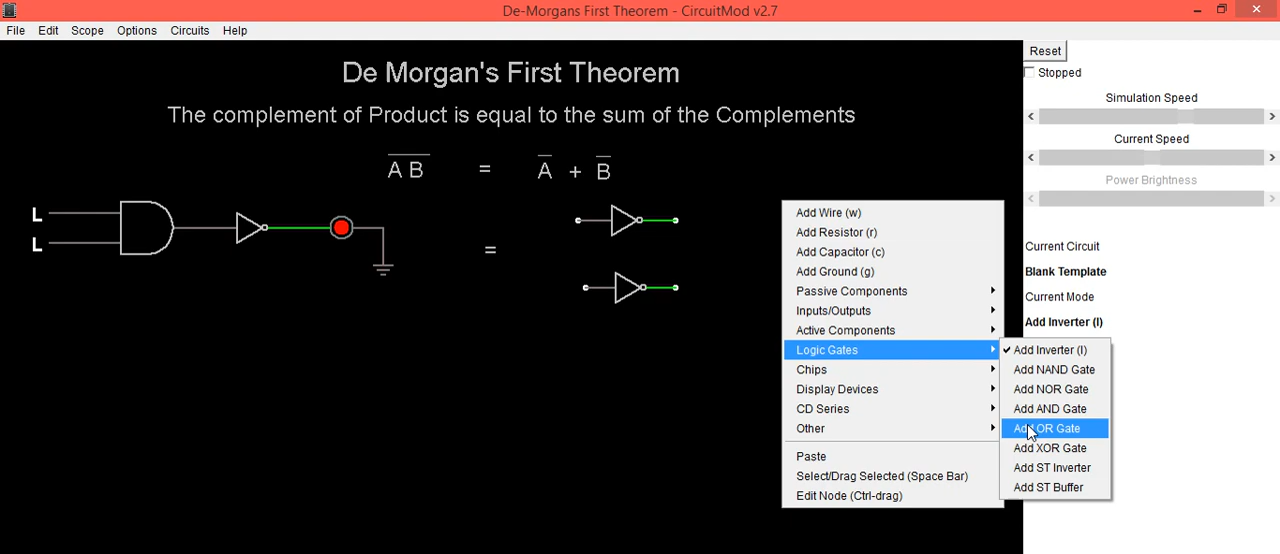 De-Morgans First Theorem - CircuitMod v2.7
File Edit Scope Options Circuits Help
De Morgan's First Theorem
The complement of Product is equal to the sum of the Complements
A B = A + B
L
L
=
Reset
Stopped
Simulation Speed
Current Speed
Power Brightness
Current Circuit
Blank Template
Current Mode
Add Inverter (I)
Add Wire (w)
Add Resistor (r)
Add Capacitor (c)
Add Ground (g)
Passive Components
Inputs/Outputs
Active Components
Logic Gates
Chips
Display Devices
CD Series
Other
Paste
Select/Drag Selected (Space Bar)
Edit Node (Ctrl-drag)
Add Inverter (I)
Add NAND Gate
Add NOR Gate
Add AND Gate
Add OR Gate
Add XOR Gate
Add ST Inverter
Add ST Buffer